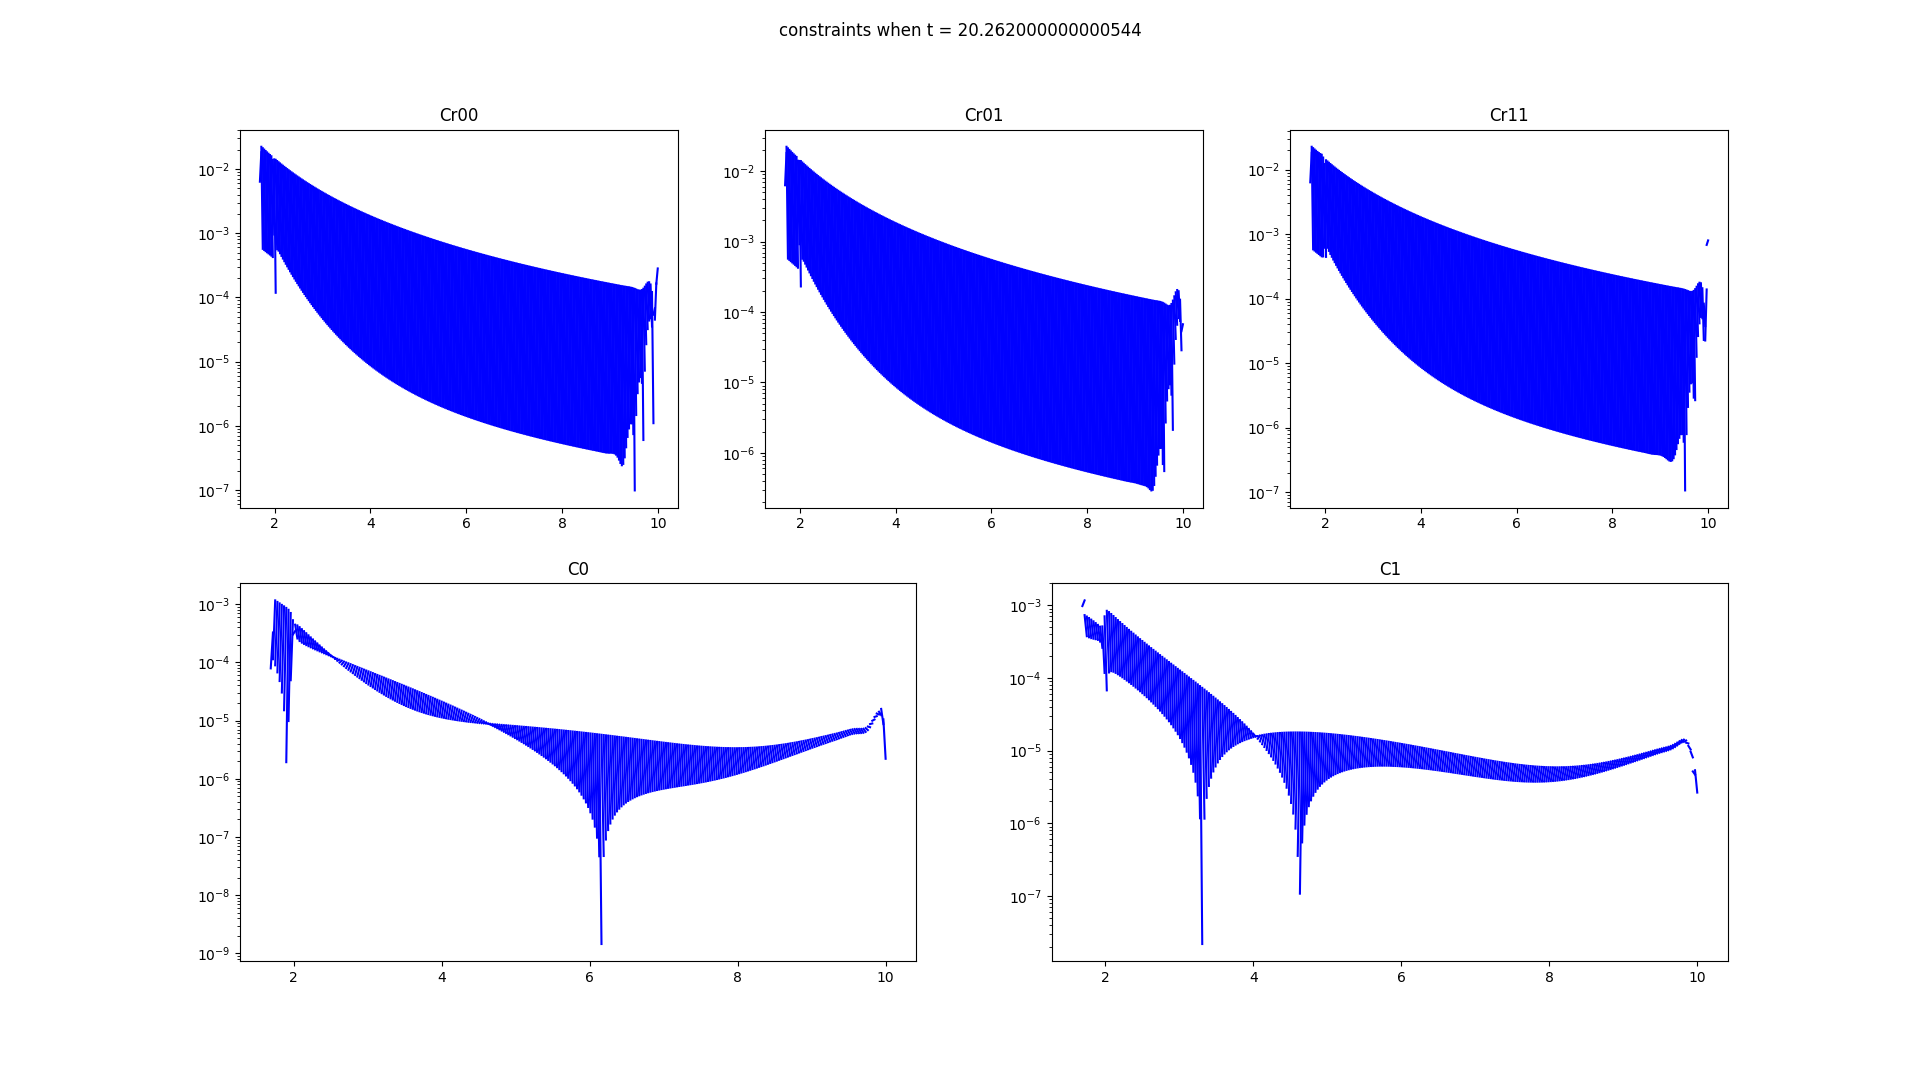 constraints when t = 20.262000000000544
Cr00 Cr01 Cr11
10⁻² 10⁻² 10⁻²
10⁻³ 10⁻³ 10⁻³
10⁻⁴ 10⁻⁴ 10⁻⁴
10⁻⁵ 10⁻⁵ 10⁻⁵
10⁻⁶ 10⁻⁶ 10⁻⁶
10⁻⁷ 10⁻⁷
2 4 6 8 10 2 4 6 8 10 2 4 6 8 10
C0 C1
10⁻³ 10⁻³
10⁻⁴ 10⁻⁴
10⁻⁵ 10⁻⁵
10⁻⁶ 10⁻⁶
10⁻⁷ 10⁻⁷
10⁻⁸
10⁻⁹
2 4 6 8 10 2 4 6 8 10